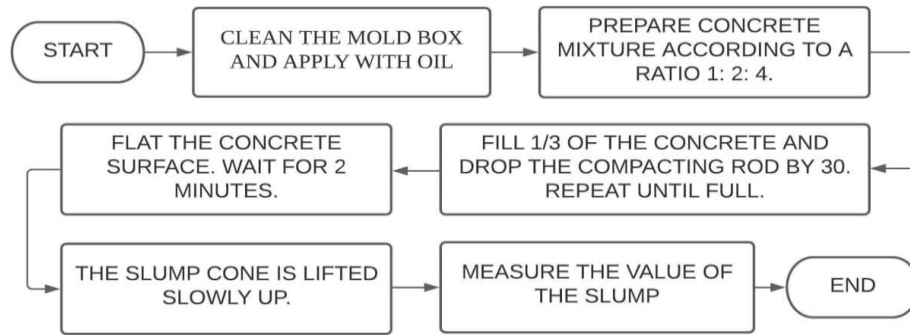 START
CLEAN THE MOLD BOX
AND APPLY WITH OIL
PREPARE CONCRETE
MIXTURE ACCORDING TO A
RATIO 1: 2: 4.
FILL 1/3 OF THE CONCRETE AND
DROP THE COMPACTING ROD BY 30.
REPEAT UNTIL FULL.
FLAT THE CONCRETE
SURFACE. WAIT FOR 2
MINUTES.
THE SLUMP CONE IS LIFTED
SLOWLY UP.
MEASURE THE VALUE OF
THE SLUMP
END